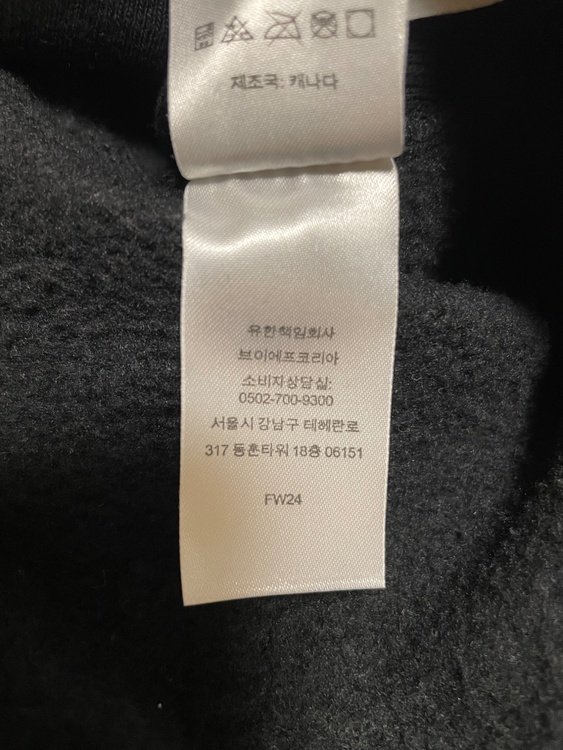 제조국: 캐나다
유한책임회사
브이에프코리아
소비자상담실:
0502-700-9300
서울시 강남구 테헤란로
317 동훈타워 18층 06151
FW24